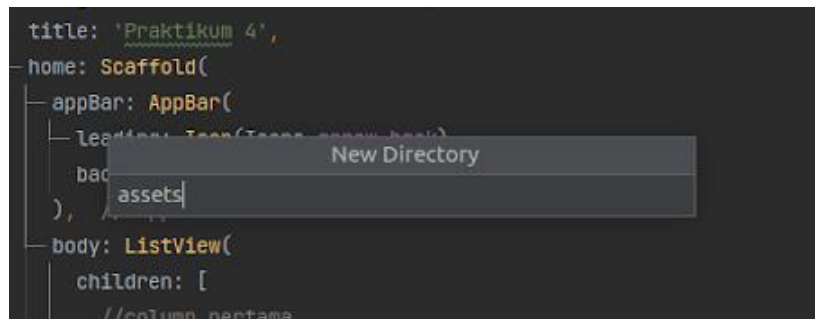 title: 'Praktikum 4',
home: Scaffold(
appBar: AppBar(
New Directory
assets
),
body: ListView(
children: [
//column pertama